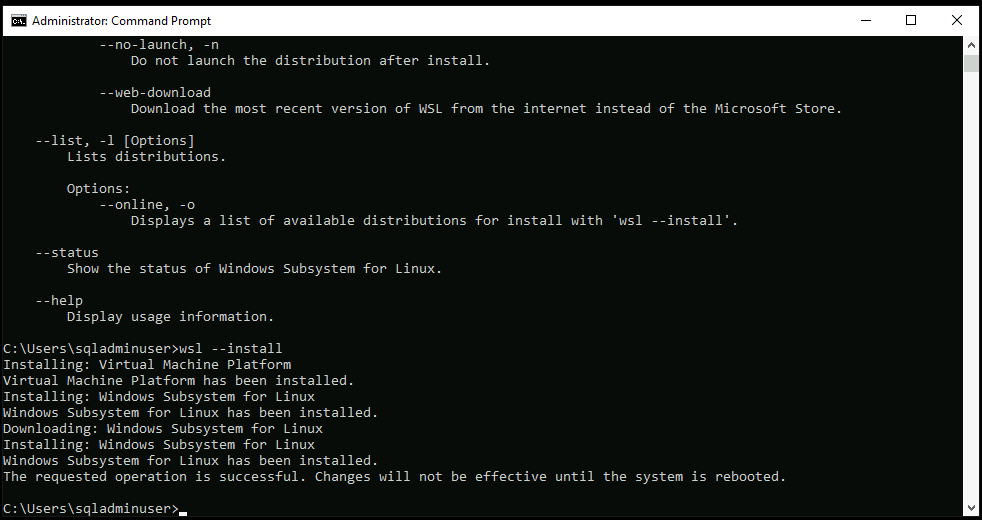 Administrator: Command Prompt
--no-launch, -n
Do not launch the distribution after install.
--web-download
Download the most recent version of WSL from the internet instead of the Microsoft Store.
--list, -l [Options]
Lists distributions.
Options:
--online, -o
Displays a list of available distributions for install with 'wsl --install'.
--status
Show the status of Windows Subsystem for Linux.
--help
Display usage information.
C:\Users\sqladminuser>wsl --install
Installing: Virtual Machine Platform
Virtual Machine Platform has been installed.
Installing: Windows Subsystem for Linux
Windows Subsystem for Linux has been installed.
Downloading: Windows Subsystem for Linux
Installing: Windows Subsystem for Linux
Windows Subsystem for Linux has been installed.
The requested operation is successful. Changes will not be effective until the system is rebooted.
C:\Users\sqladminuser>